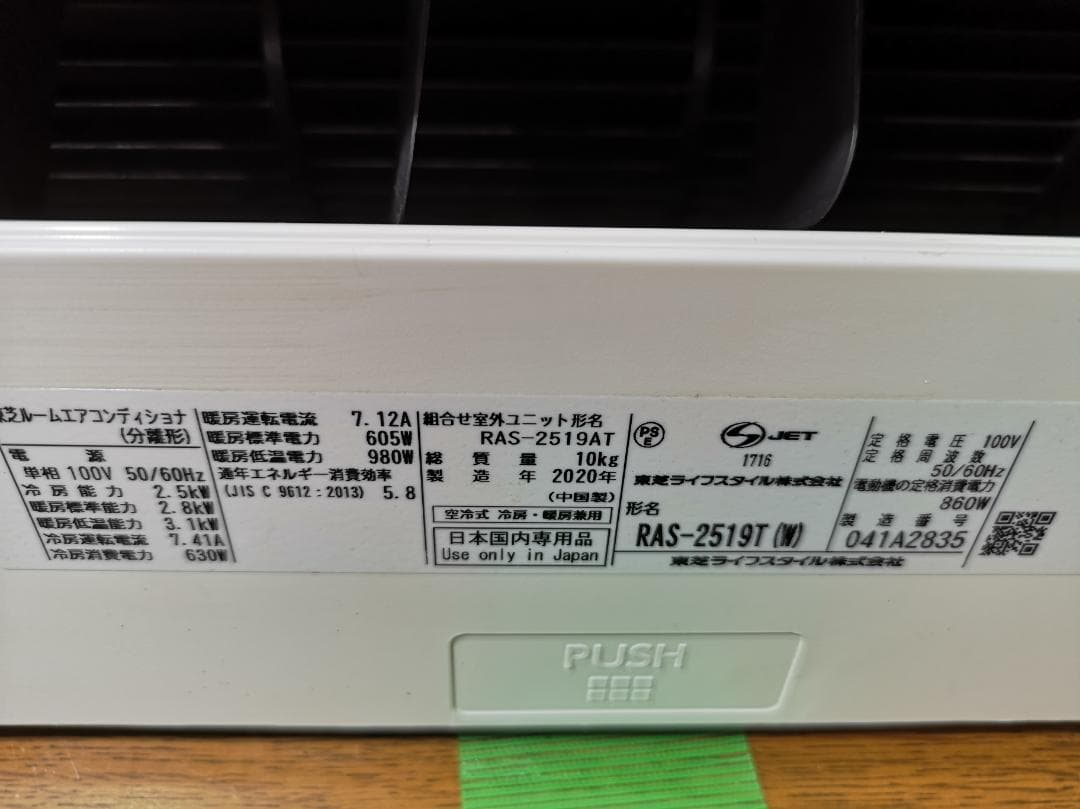 芝ルームエアコンディショナ
(分離形)
電 源
単相 100V 50/60Hz
冷房能力 2.5kW
暖房標準能力 2.8kW
暖房低温能力 3.1kW
冷房運転電流 7.41A
冷房消費電力 630W
暖房運転電流 7.12A
暖房標準電力 605W
暖房低温電力 980W
通年エネルギー消費効率
(JIS C 9612:2013) 5.8
組合せ室外ユニット形名
RAS-2519AT
総質量 10kg
製造年 2020年
(中国製)
空冷式 冷房・暖房兼用
日本国内専用品
Use only in Japan
PSE
JET
1716
東芝ライフスタイル株式会社
形名
RAS-2519T(W)
定格電圧 100V
定格周波数
50/60Hz
電動機の定格消費電力
860W
製造番号
041A2835
東芝ライフスタイル株式会社
PUSH